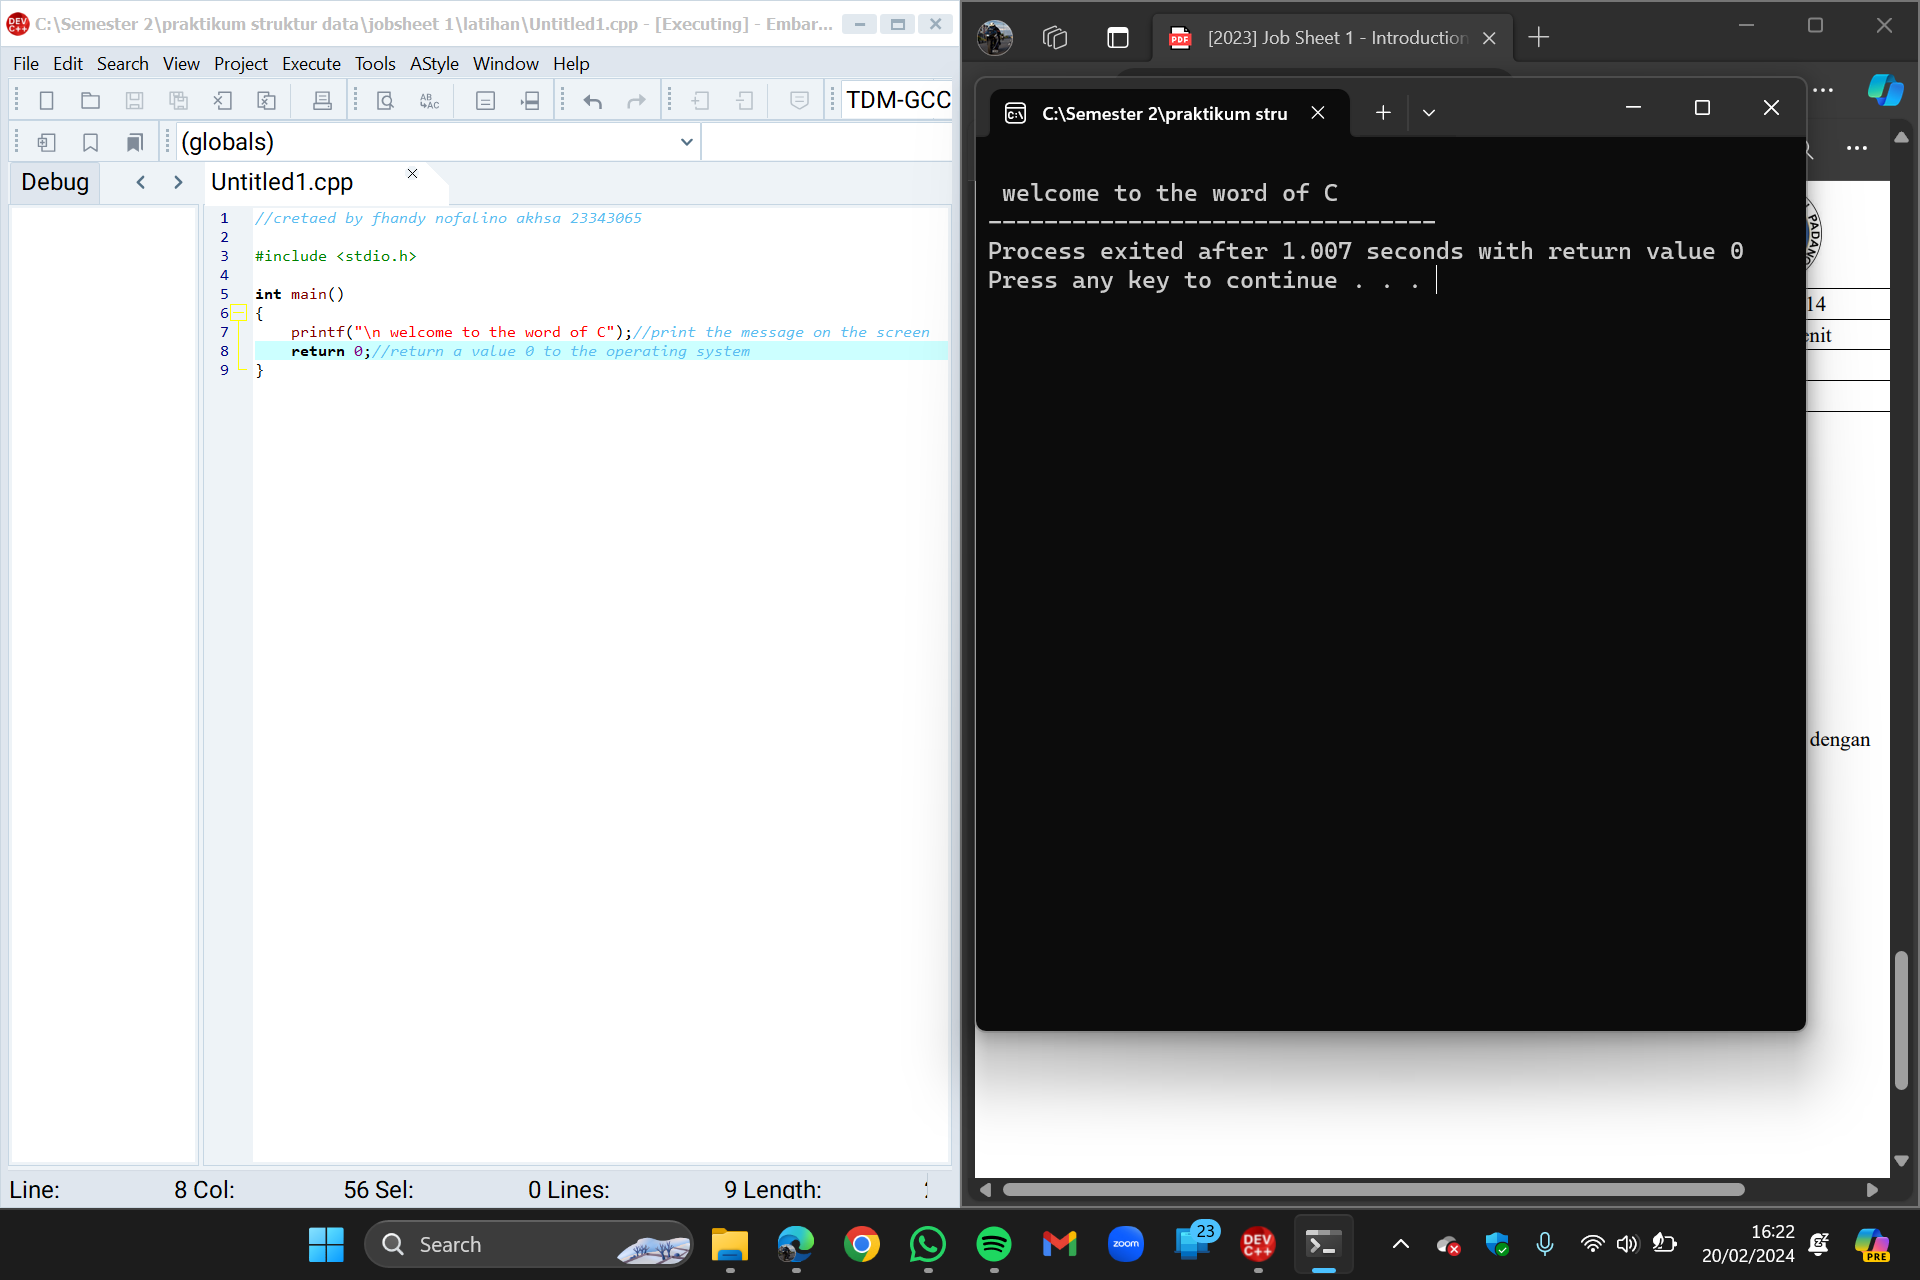 C:\Semester 2\praktikum struktur data\jobsheet 1\latihan\Untitled1.cpp - [Executing] - Embar...
File Edit Search View Project Execute Tools AStyle Window Help
TDM-GCC
(globals)
Debug
Untitled1.cpp
1 //cretaed by fhandy nofalino akhsa 23343065
2
3 #include <stdio.h>
4
5 int main()
6 {
7 printf("\n welcome to the word of C");//print the message on the screen
8 return 0;//return a value 0 to the operating system
9 }
Line: 8 Col: 56 Sel: 0 Lines: 9 Length:
[2023] Job Sheet 1 - Introduction
C:\Semester 2\praktikum stru
welcome to the word of C
--------------------------------
Process exited after 1.007 seconds with return value 0
Press any key to continue . . .
PADANG
14
enit
dengan
Search
zoom
23
DEV C++
16:22
20/02/2024
PRE